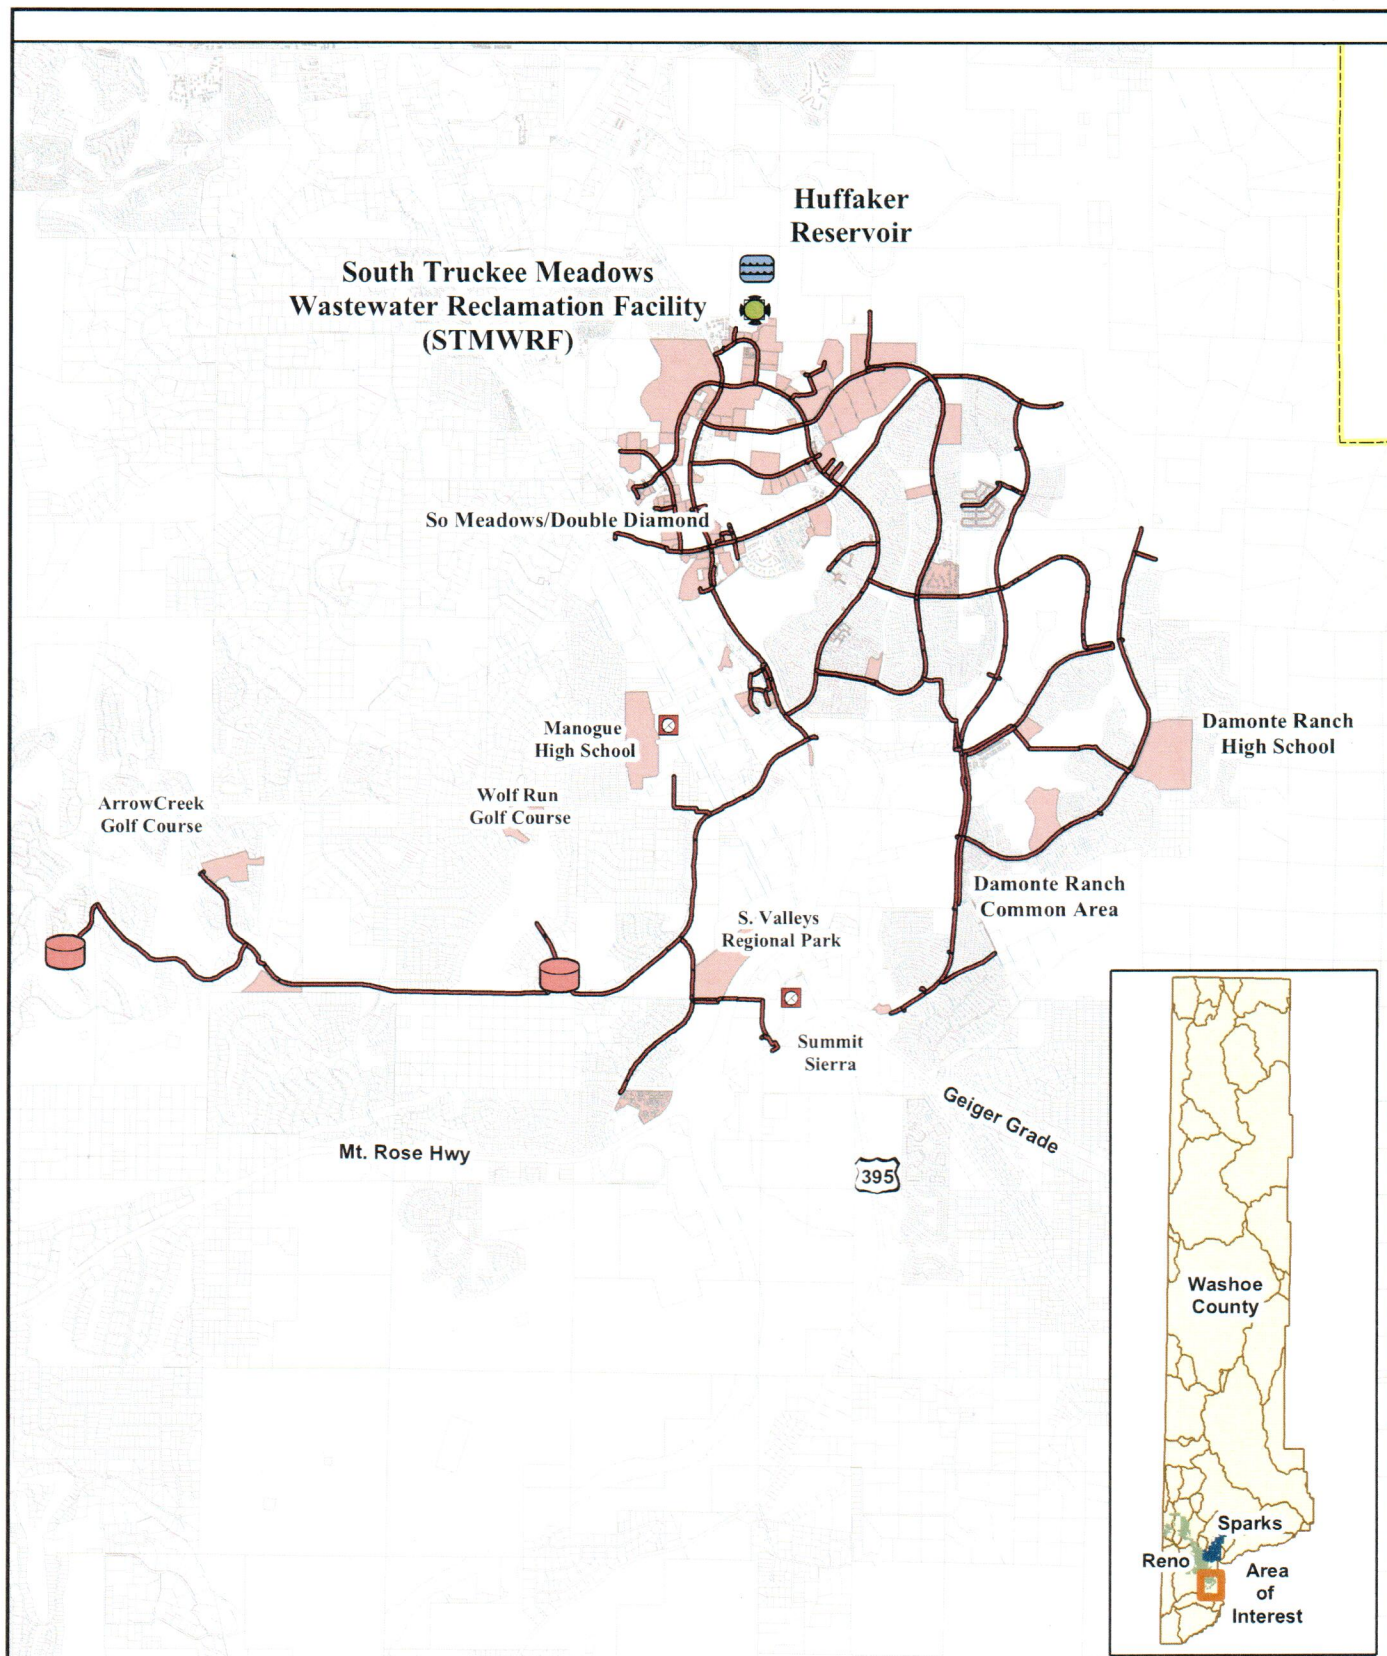 Huffaker
Reservoir
South Truckee Meadows
Wastewater Reclamation Facility
(STMWRF)
So Meadows/Double Diamond
Manogue
High School
Damonte Ranch
High School
ArrowCreek
Golf Course
Wolf Run
Golf Course
Damonte Ranch
Common Area
S. Valleys
Regional Park
Summit
Sierra
Geiger Grade
Mt. Rose Hwy
395
Washoe
County
Sparks
Reno
Area
of
Interest